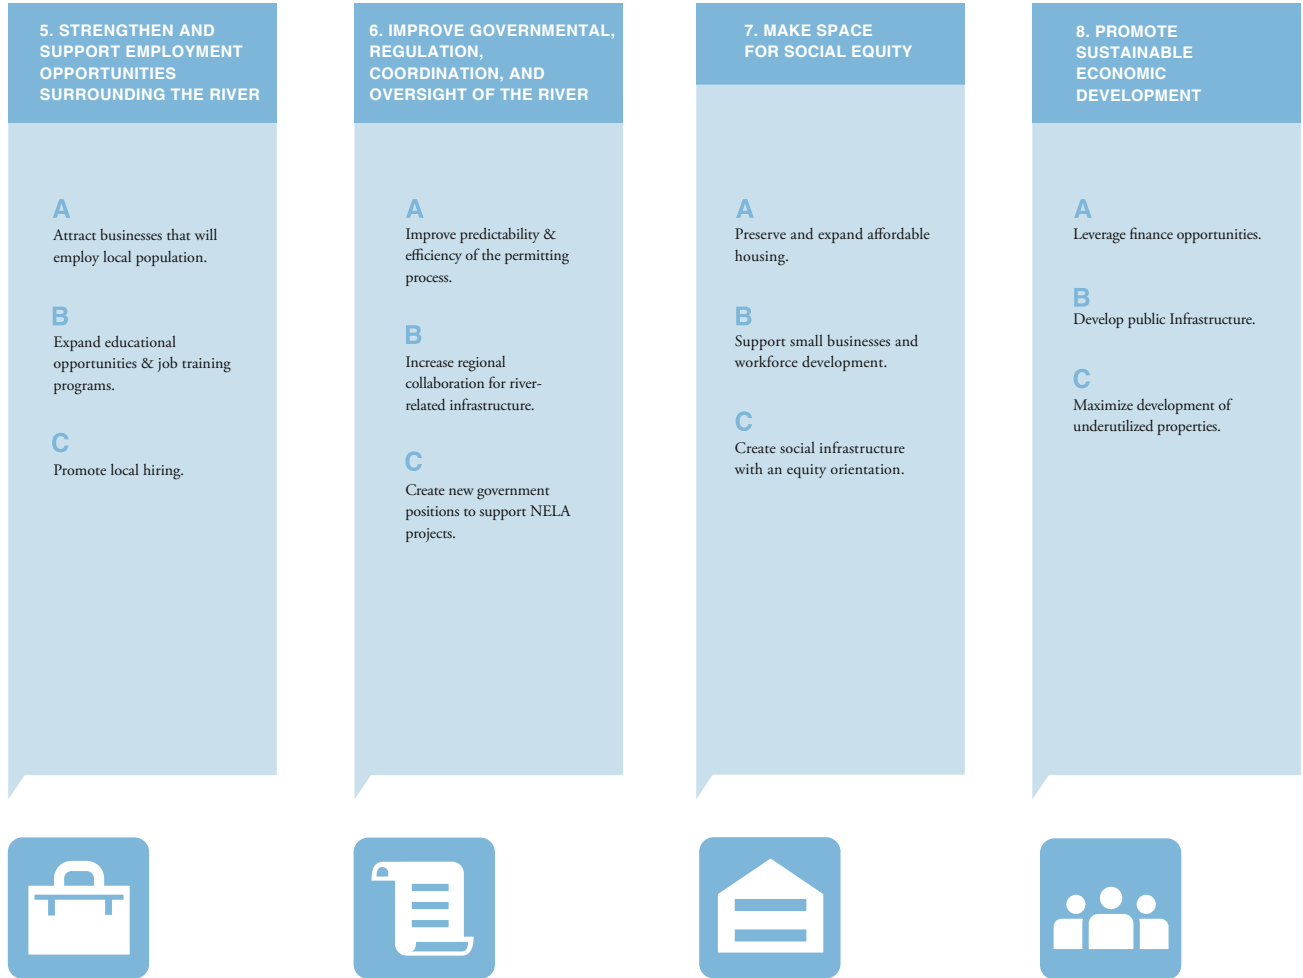 5. STRENGTHEN AND
SUPPORT EMPLOYMENT
OPPORTUNITIES
SURROUNDING THE RIVER
A
Attract businesses that will
employ local population.
B
Expand educational
opportunities & job training
programs.
C
Promote local hiring.
6. IMPROVE GOVERNMENTAL,
REGULATION,
COORDINATION, AND
OVERSIGHT OF THE RIVER
A
Improve predictability &
efficiency of the permitting
process.
B
Increase regional
collaboration for river-
related infrastructure.
C
Create new government
positions to support NELA
projects.
7. MAKE SPACE
FOR SOCIAL EQUITY
A
Preserve and expand affordable
housing.
B
Support small businesses and
workforce development.
C
Create social infrastructure
with an equity orientation.
8. PROMOTE
SUSTAINABLE
ECONOMIC
DEVELOPMENT
A
Leverage finance opportunities.
B
Develop public Infrastructure.
C
Maximize development of
underutilized properties.